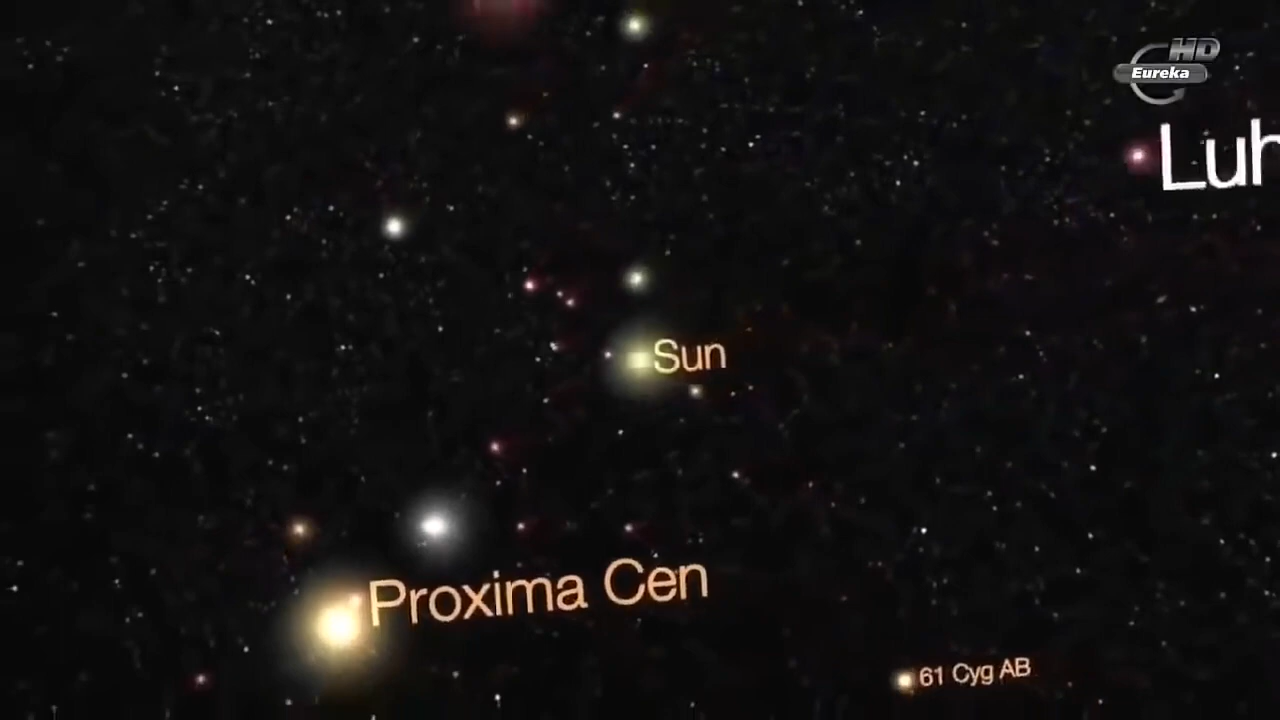 HD
Eureka
Luh
Sun
Proxima Cen
61 Cyg AB